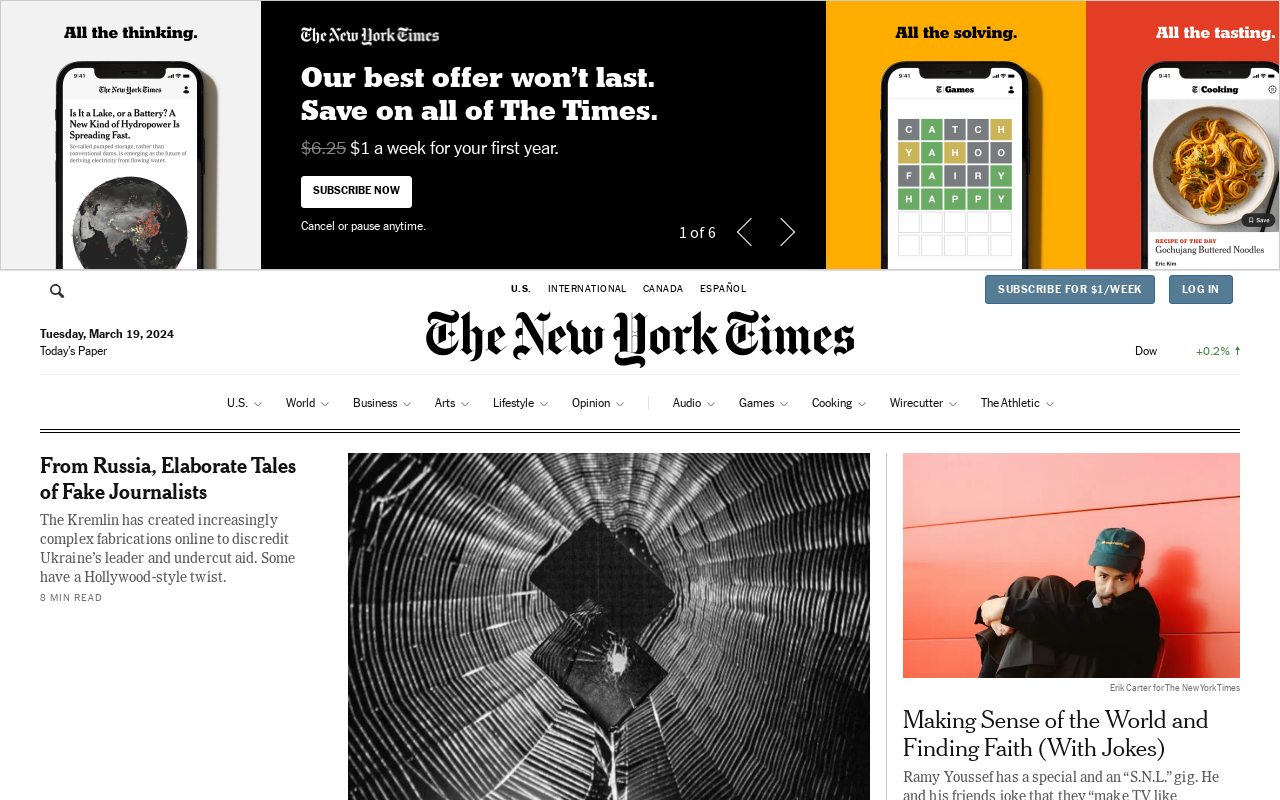 All the thinking.
9:41
The New York Times
Is It a Lake, or a Battery? A
New Kind of Hydropower Is
Spreading Fast.
So-called pumped storage, rather than
conventional dams, is emerging as the future of
deriving electricity from flowing water.
The New York Times
Our best offer won’t last.
Save on all of The Times.
$6.25 $1 a week for your first year.
SUBSCRIBE NOW
Cancel or pause anytime.
1 of 6
All the solving.
9:41
Games
C A T C H
Y A H O O
F A I R Y
H A P P Y
All the tasting.
9:41
Cooking
Save
RECIPE OF THE DAY
Gochujang Buttered Noodles
Eric Kim
U.S. INTERNATIONAL CANADA ESPAÑOL
SUBSCRIBE FOR $1/WEEK LOG IN
Tuesday, March 19, 2024
Today’s Paper
The New York Times
Dow +0.2%
U.S. World Business Arts Lifestyle Opinion Audio Games Cooking Wirecutter The Athletic
From Russia, Elaborate Tales
of Fake Journalists
The Kremlin has created increasingly
complex fabrications online to discredit
Ukraine’s leader and undercut aid. Some
have a Hollywood-style twist.
8 MIN READ
Erik Carter for The New York Times
Making Sense of the World and
Finding Faith (With Jokes)
Ramy Youssef has a special and an “S.N.L.” gig. He
and his friends joke that they “make TV like